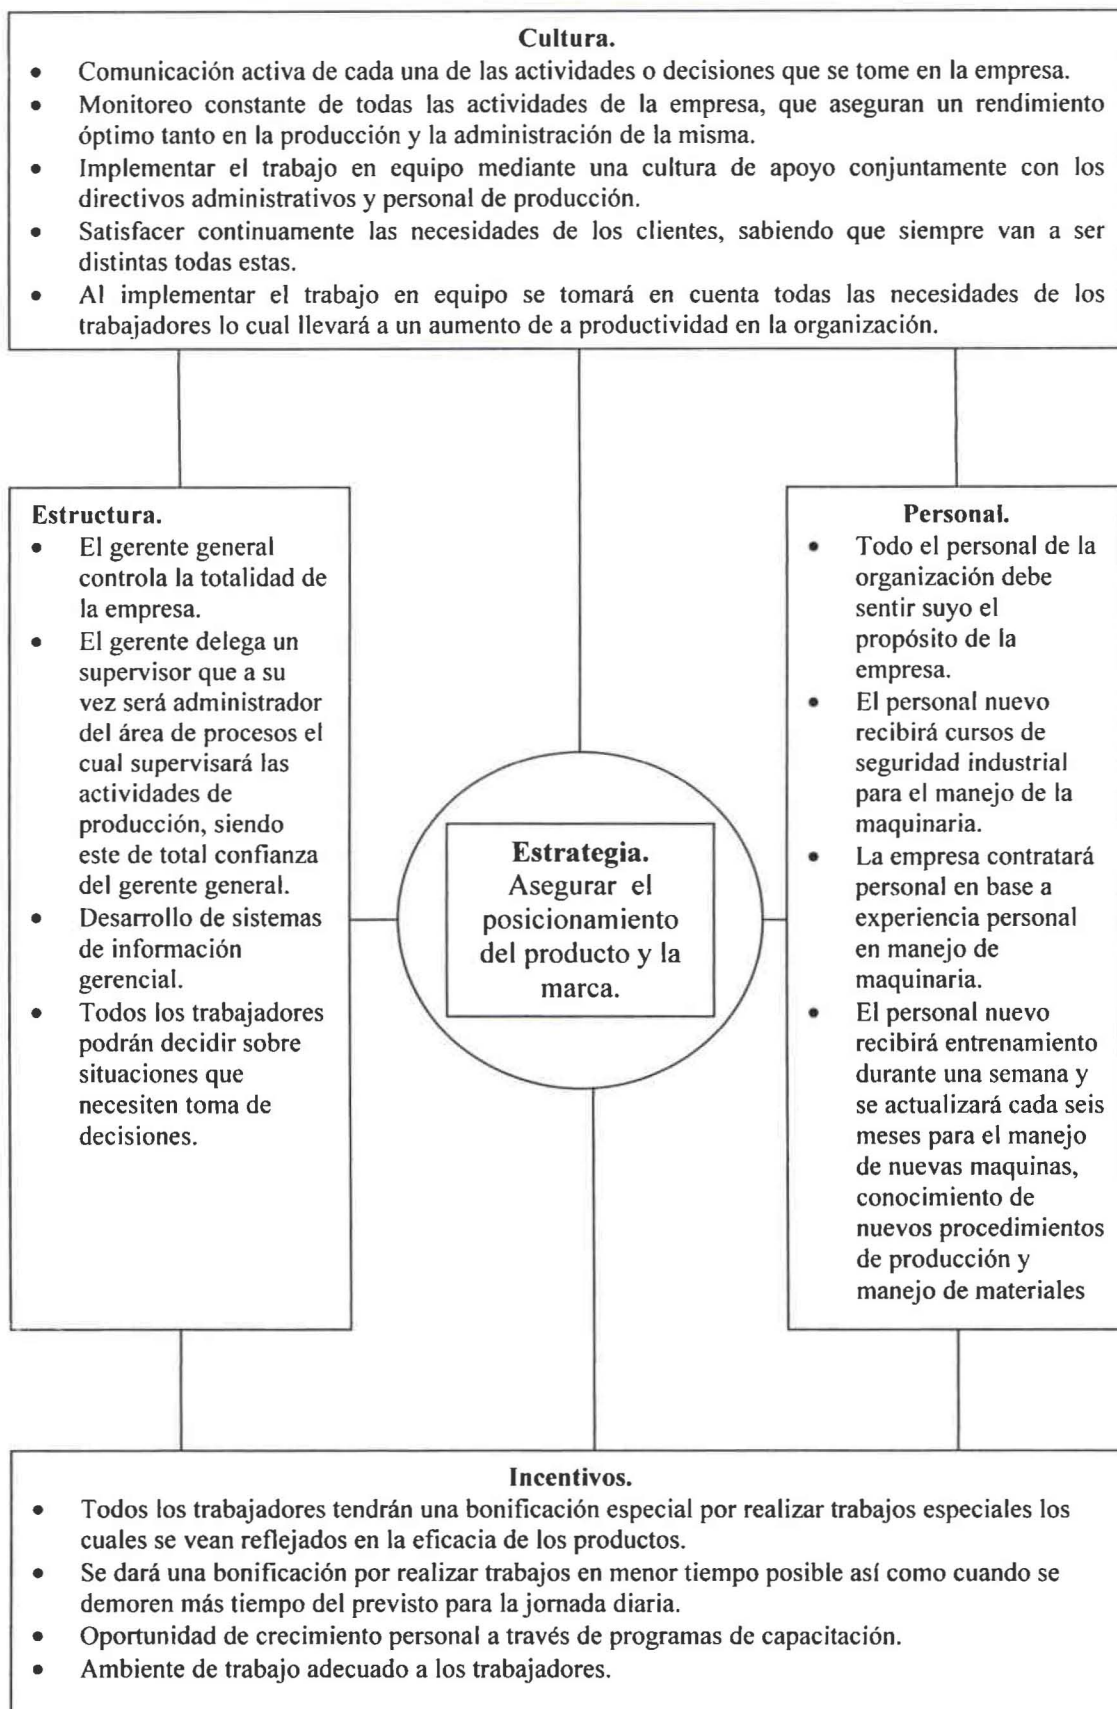 Cultura.
• Comunicación activa de cada una de las actividades o decisiones que se tome en la empresa.
• Monitoreo constante de todas las actividades de la empresa, que aseguran un rendimiento
óptimo tanto en la producción y la administración de la misma.
• Implementar el trabajo en equipo mediante una cultura de apoyo conjuntamente con los
directivos administrativos y personal de producción.
• Satisfacer continuamente las necesidades de los clientes, sabiendo que siempre van a ser
distintas todas estas.
• Al implementar el trabajo en equipo se tomará en cuenta todas las necesidades de los
trabajadores lo cual llevará a un aumento de a productividad en la organización.
Estructura.
• El gerente general
controla la totalidad de
la empresa.
• El gerente delega un
supervisor que a su
vez será administrador
del área de procesos el
cual supervisará las
actividades de
producción, siendo
este de total confianza
del gerente general.
• Desarrollo de sistemas
de información
gerencial.
• Todos los trabajadores
podrán decidir sobre
situaciones que
necesiten toma de
decisiones.
Estrategia.
Asegurar el
posicionamiento
del producto y la
marca.
Personal.
• Todo el personal de la
organización debe
sentir suyo el
propósito de la
empresa.
• El personal nuevo
recibirá cursos de
seguridad industrial
para el manejo de la
maquinaria.
• La empresa contratará
personal en base a
experiencia personal
en manejo de
maquinaria.
• El personal nuevo
recibirá entrenamiento
durante una semana y
se actualizará cada seis
meses para el manejo
de nuevas maquinas,
conocimiento de
nuevos procedimientos
de producción y
manejo de materiales
Incentivos.
• Todos los trabajadores tendrán una bonificación especial por realizar trabajos especiales los
cuales se vean reflejados en la eficacia de los productos.
• Se dará una bonificación por realizar trabajos en menor tiempo posible así como cuando se
demoren más tiempo del previsto para la jornada diaria.
• Oportunidad de crecimiento personal a través de programas de capacitación.
• Ambiente de trabajo adecuado a los trabajadores.